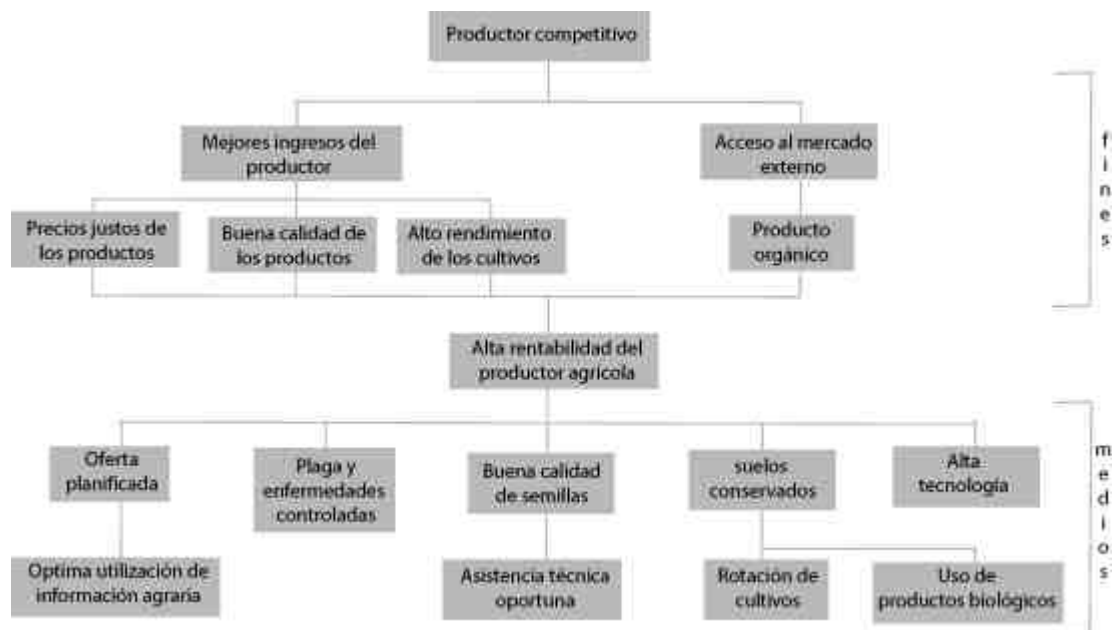 Productor competitivo
Mejores ingresos del
productor
Acceso al mercado
externo
Precios justos de
los productos
Buena calidad de
los productos
Alto rendimiento
de los cultivos
Producto
orgánico
fines
Alta rentabilidad del
productor agrícola
Oferta
planificada
Plaga y
enfermedades
controladas
Buena calidad
de semillas
suelos
conservados
Alta
tecnología
Optima utilización de
información agraria
Asistencia técnica
oportuna
Rotación de
cultivos
Uso de
productos biológicos
medios